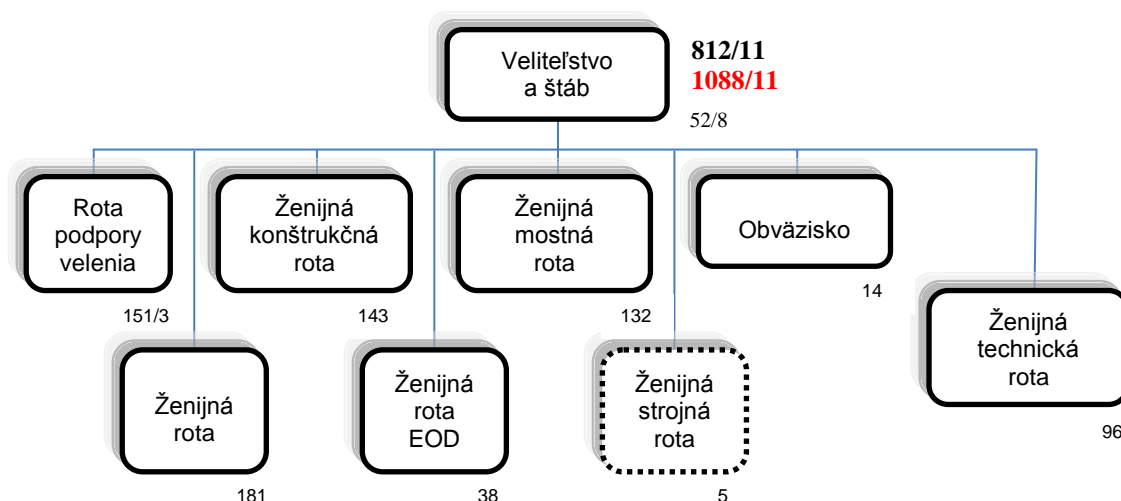 Veliteľstvo
a štáb
812/11
1088/11
52/8
Rota
podpory
velenia
151/3
Ženijná
konštrukčná
rota
143
Ženijná
mostná
rota
132
Obväzisko
14
Ženijná
technická
rota
96
Ženijná
rota
181
Ženijná
rota
EOD
38
Ženijná
strojná
rota
5